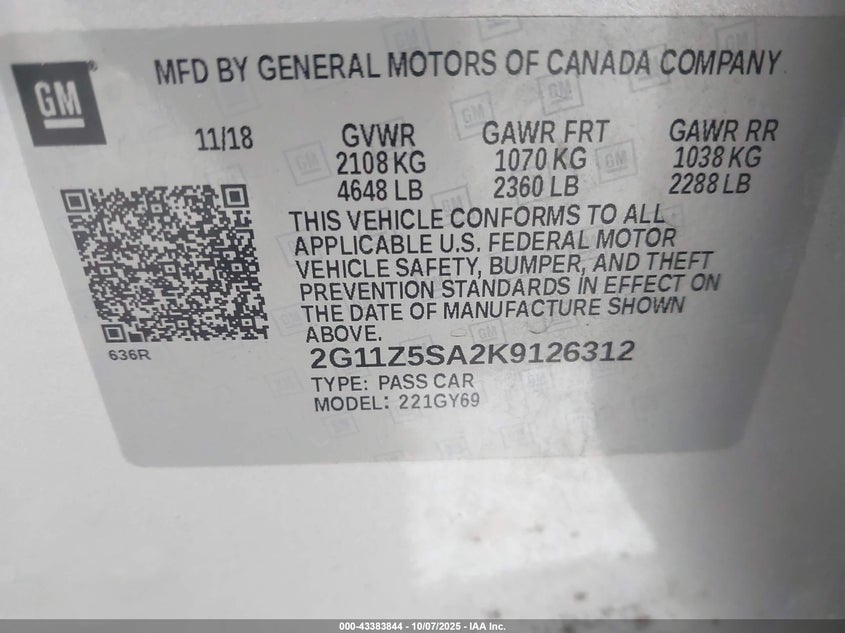 GM
MFD BY GENERAL MOTORS OF CANADA COMPANY
11/18
GVWR
2108 KG
4648 LB
GAWR FRT
1070 KG
2360 LB
GAWR RR
1038 KG
2288 LB
THIS VEHICLE CONFORMS TO ALL
APPLICABLE U.S. FEDERAL MOTOR
VEHICLE SAFETY, BUMPER, AND THEFT
PREVENTION STANDARDS IN EFFECT ON
THE DATE OF MANUFACTURE SHOWN
ABOVE.
636R
2G11Z5SA2K9126312
TYPE: PASS CAR
MODEL: 221GY69
000-43383844 - 10/07/2025 - IAA Inc.